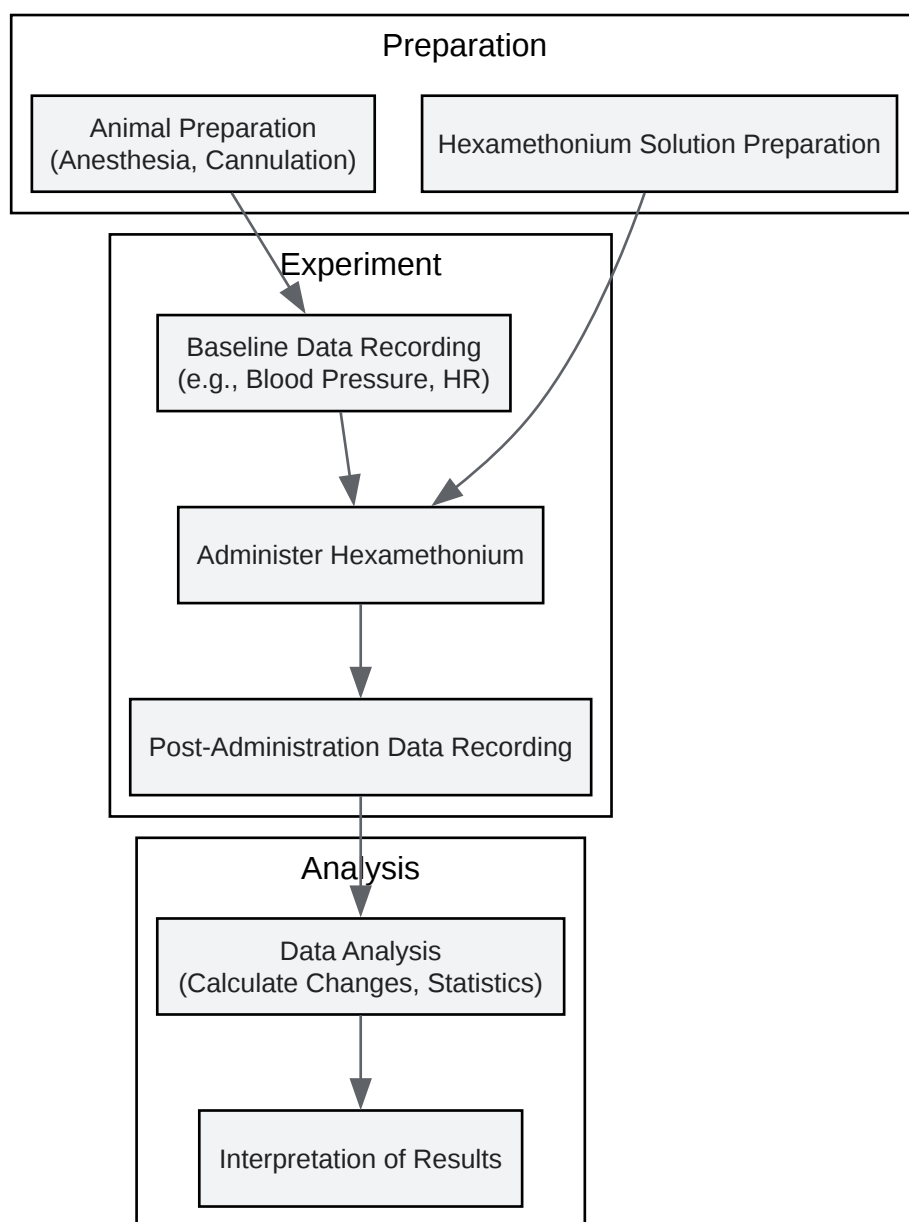 Preparation
Animal Preparation
(Anesthesia, Cannulation)
Hexamethonium Solution Preparation
Experiment
Baseline Data Recording
(e.g., Blood Pressure, HR)
Administer Hexamethonium
Post-Administration Data Recording
Analysis
Data Analysis
(Calculate Changes, Statistics)
Interpretation of Results